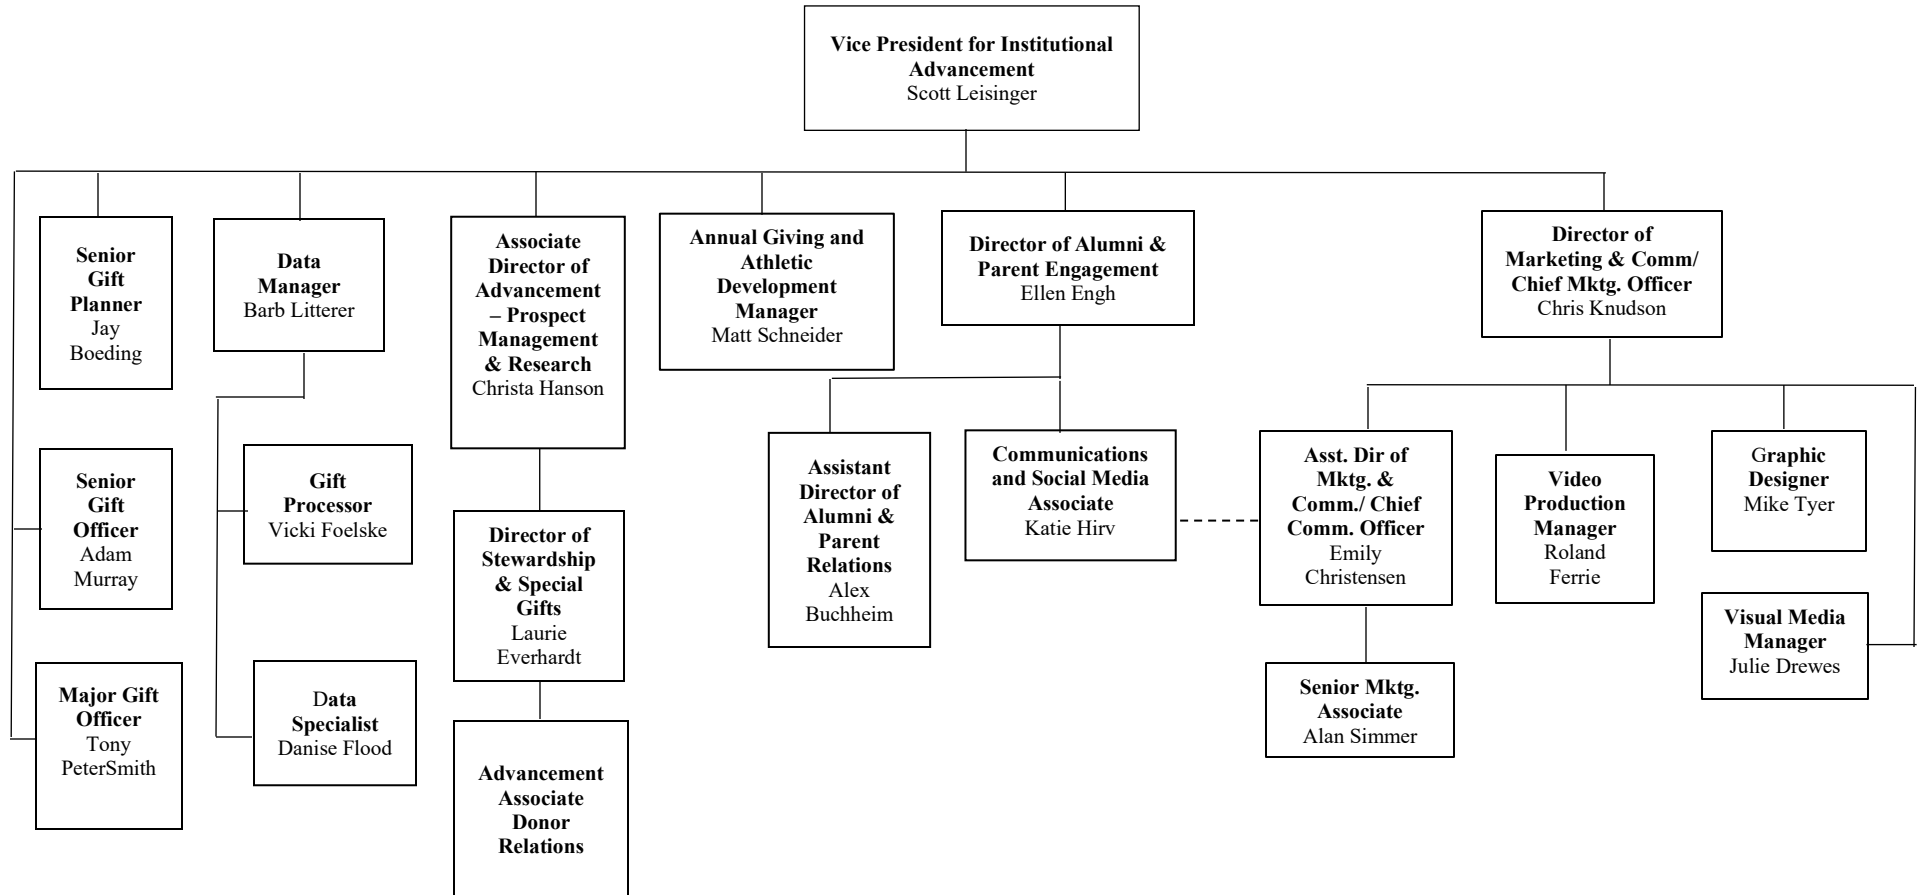 Vice President for Institutional
Advancement
Scott Leisinger
Senior
Gift
Planner
Jay
Boeding
Data
Manager
Barb Litterer
Associate
Director of
Advancement
– Prospect
Management
& Research
Christa Hanson
Annual Giving and
Athletic
Development
Manager
Matt Schneider
Director of Alumni &
Parent Engagement
Ellen Engh
Director of
Marketing & Comm/
Chief Mktg. Officer
Chris Knudson
Senior
Gift
Officer
Adam
Murray
Gift
Processor
Vicki Foelske
Director of
Stewardship
& Special
Gifts
Laurie
Everhardt
Assistant
Director of
Alumni &
Parent
Relations
Alex
Buchheim
Communications
and Social Media
Associate
Katie Hirv
Asst. Dir of
Mktg. &
Comm./ Chief
Comm. Officer
Emily
Christensen
Video
Production
Manager
Roland
Ferrie
Graphic
Designer
Mike Tyer
Visual Media
Manager
Julie Drewes
Major Gift
Officer
Tony
PeterSmith
Data
Specialist
Danise Flood
Advancement
Associate
Donor
Relations
Senior Mktg.
Associate
Alan Simmer